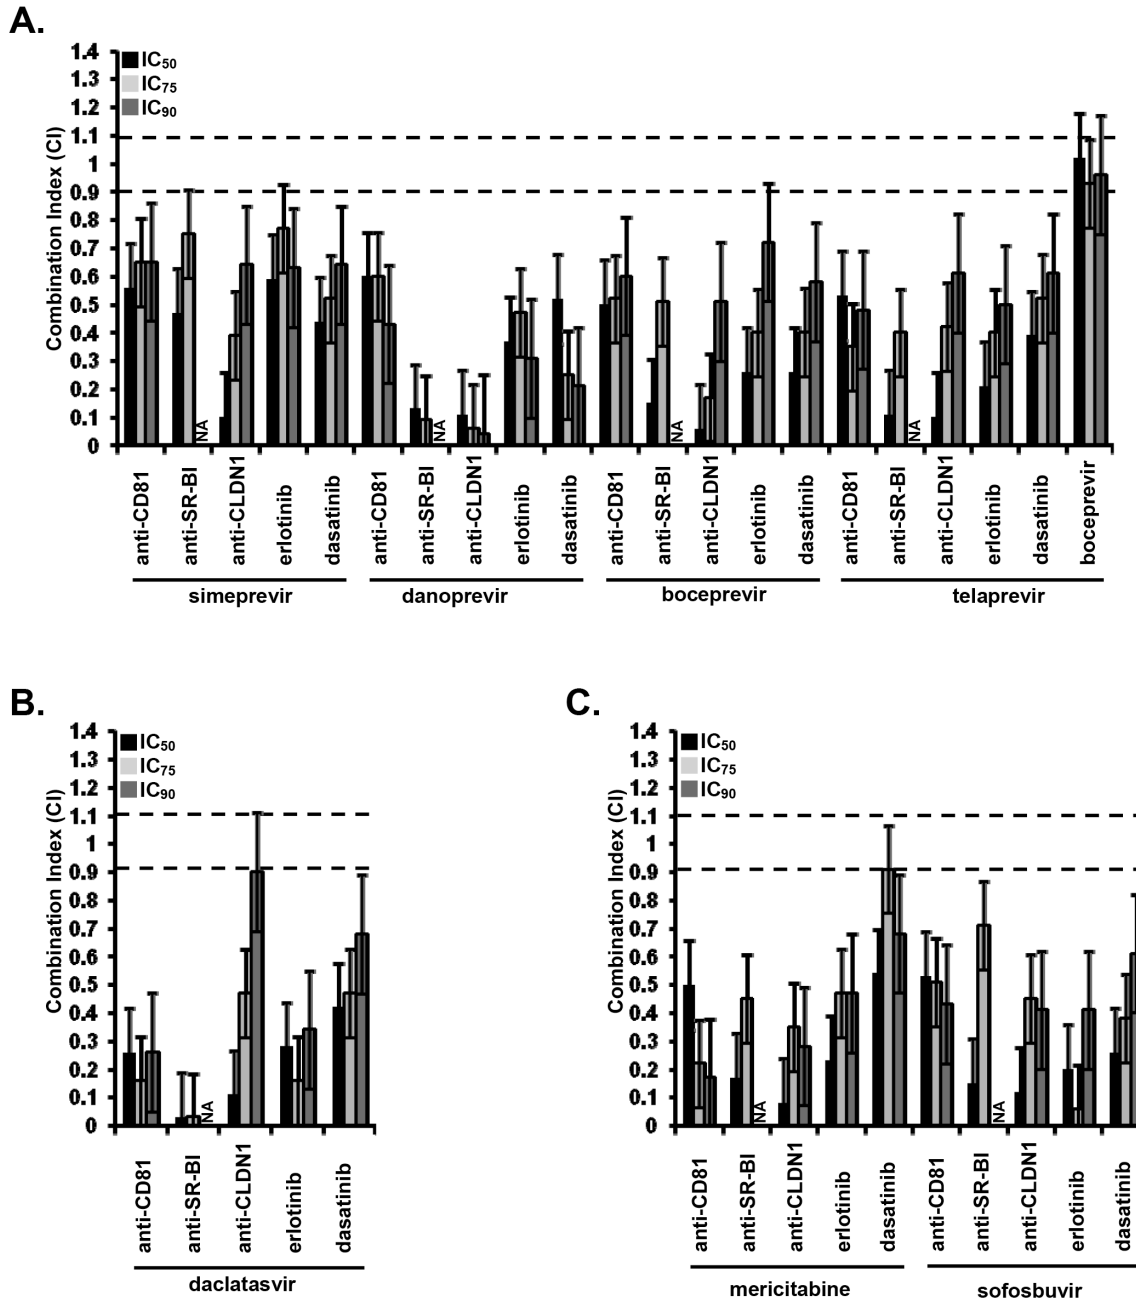 A.
1.4
1.3
1.2
1.1
1
0.9
0.8
0.7
0.6
0.5
0.4
0.3
0.2
0.1
0
Combination Index (CI)
IC50
IC75
IC90
NA
NA
NA
NA
anti-CD81
anti-SR-BI
anti-CLDN1
erlotinib
dasatinib
anti-CD81
anti-SR-BI
anti-CLDN1
erlotinib
dasatinib
anti-CD81
anti-SR-BI
anti-CLDN1
erlotinib
dasatinib
anti-CD81
anti-SR-BI
anti-CLDN1
erlotinib
dasatinib
boceprevir
simeprevir
danoprevir
boceprevir
telaprevir
B.
1.4
1.3
1.2
1.1
1
0.9
0.8
0.7
0.6
0.5
0.4
0.3
0.2
0.1
0
Combination Index (CI)
IC50
IC75
IC90
NA
anti-CD81
anti-SR-BI
anti-CLDN1
erlotinib
dasatinib
daclatasvir
C.
1.4
1.3
1.2
1.1
1
0.9
0.8
0.7
0.6
0.5
0.4
0.3
0.2
0.1
0
Combination Index (CI)
IC50
IC75
IC90
NA
NA
anti-CD81
anti-SR-BI
anti-CLDN1
erlotinib
dasatinib
anti-CD81
anti-SR-BI
anti-CLDN1
erlotinib
dasatinib
mericitabine
sofosbuvir